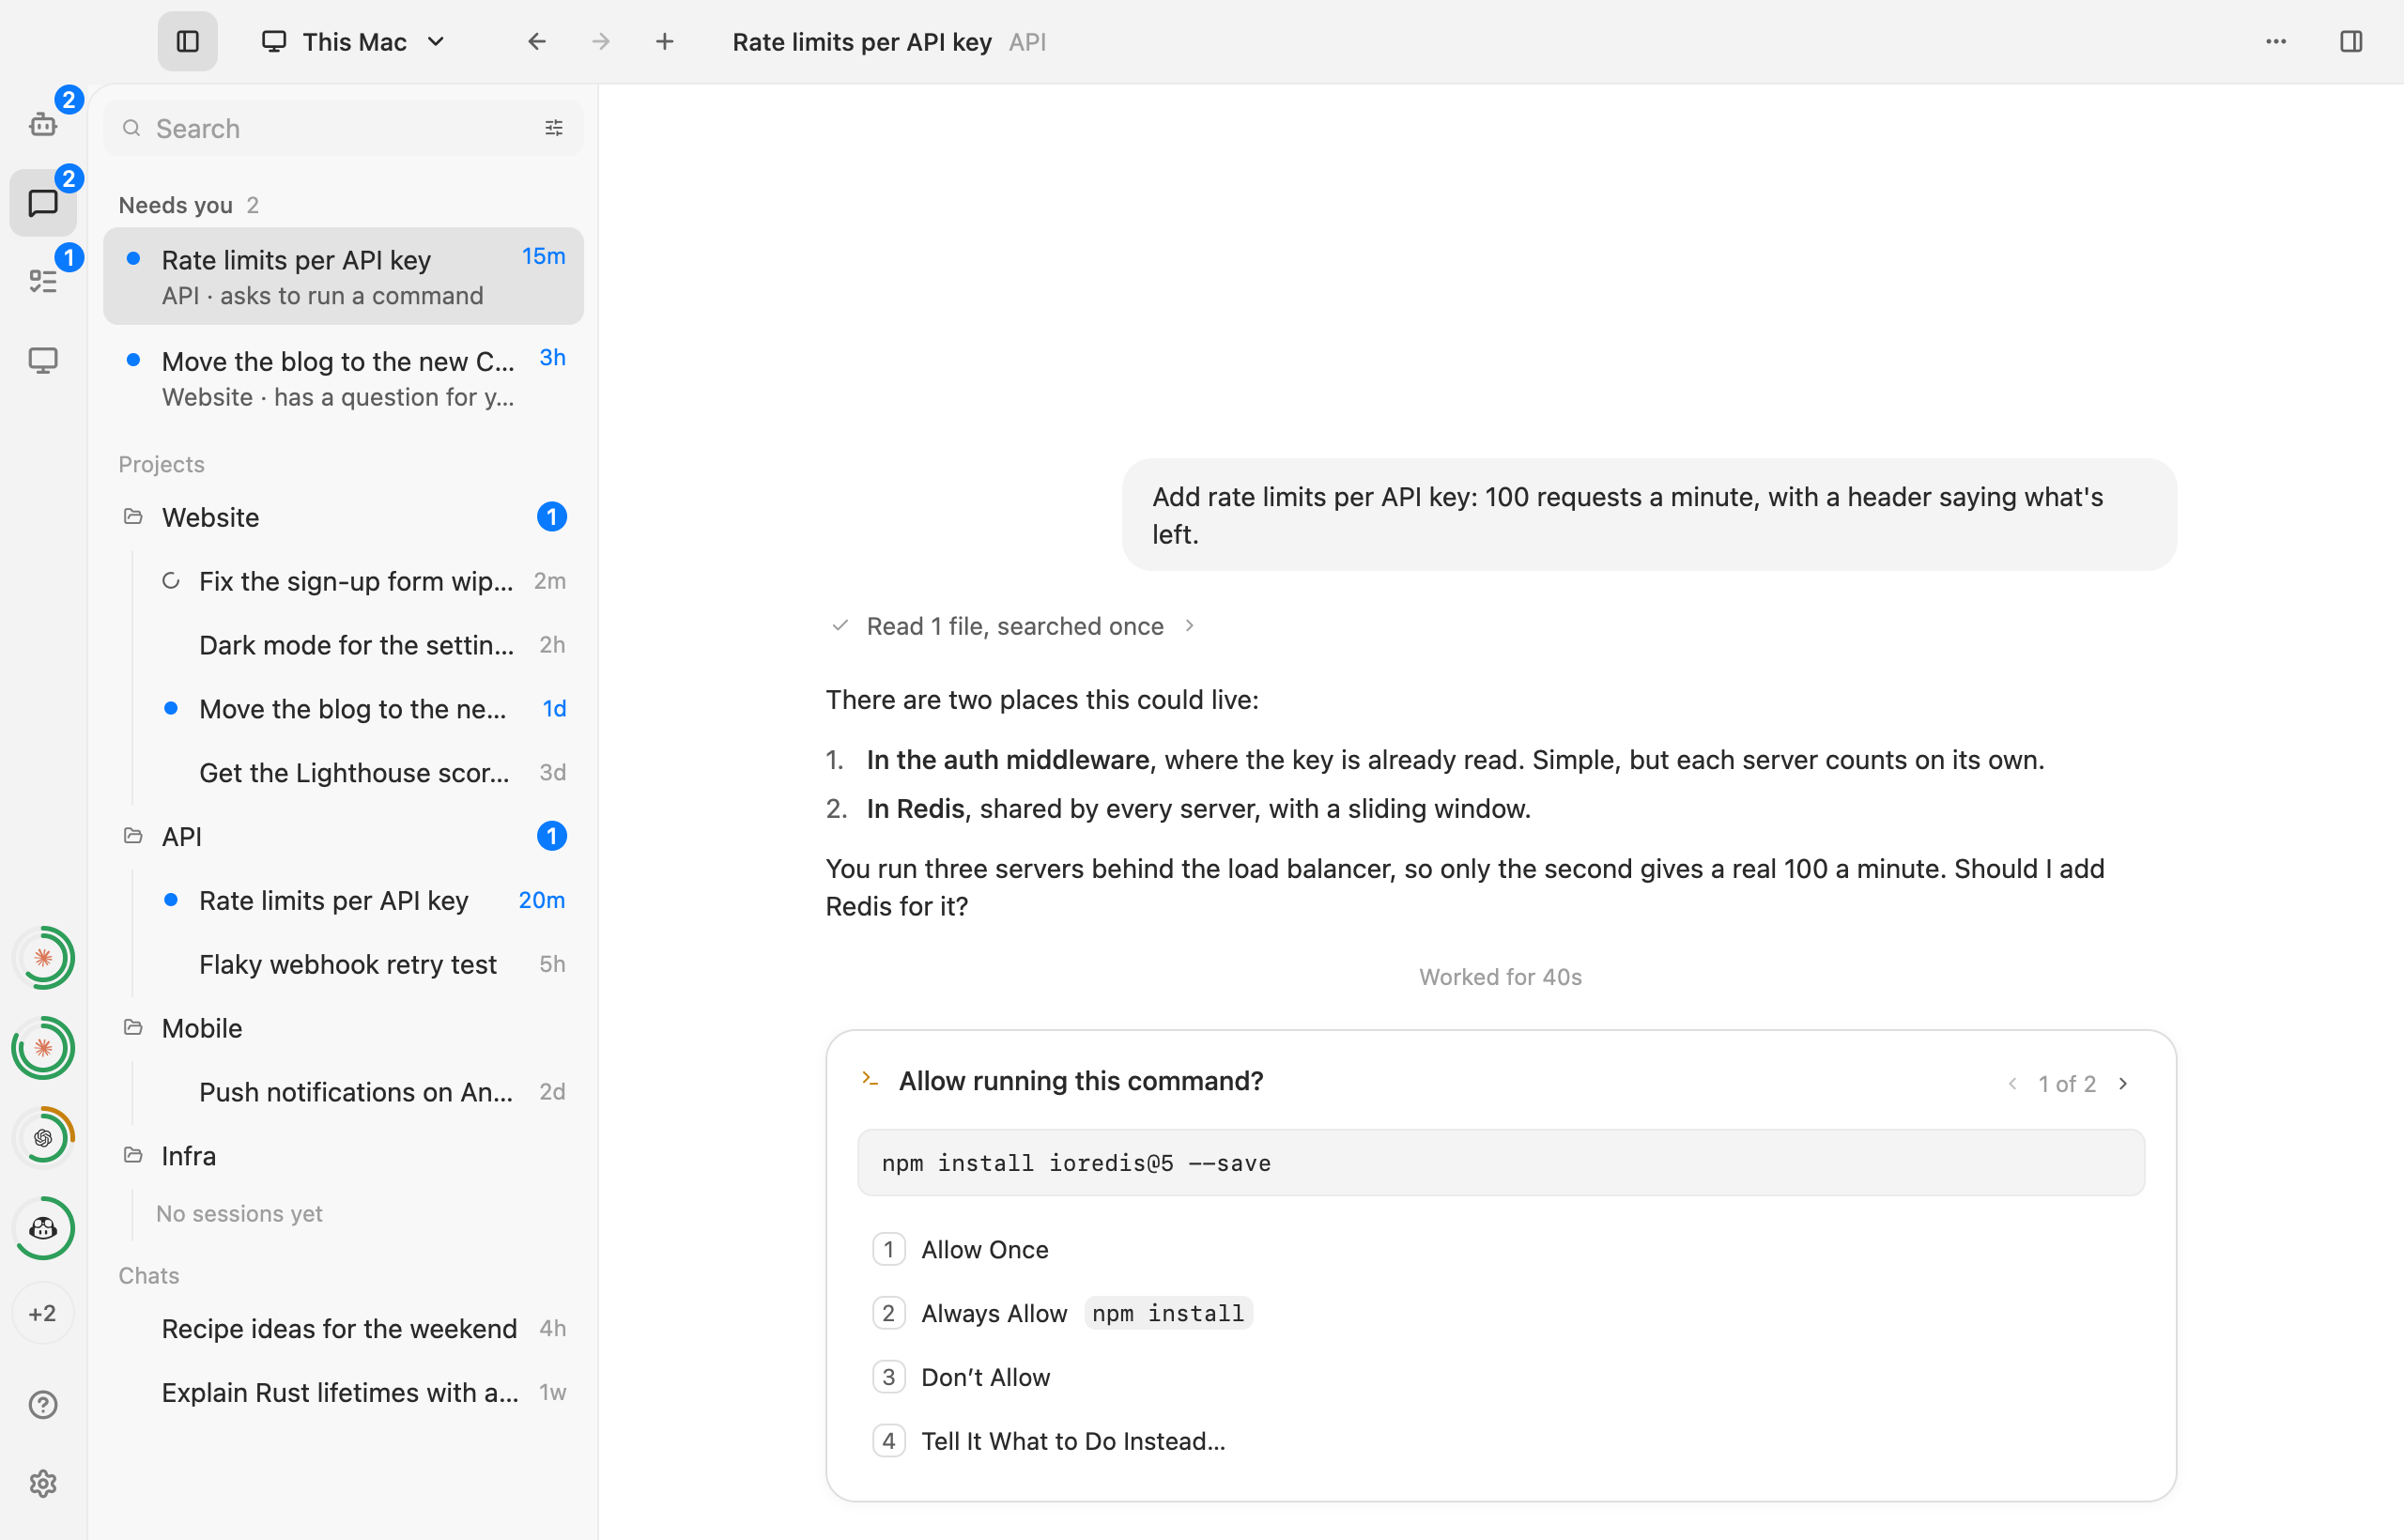 This Mac
Rate limits per API key API
2
2
1
Search
Needs you 2
Rate limits per API key 15m
API · asks to run a command
Move the blog to the new C... 3h
Website · has a question for y...
Projects
Website 1
Fix the sign-up form wip... 2m
Dark mode for the settin... 2h
Move the blog to the ne... 1d
Get the Lighthouse scor... 3d
API 1
Rate limits per API key 20m
Flaky webhook retry test 5h
Mobile
Push notifications on An... 2d
Infra
No sessions yet
Chats
Recipe ideas for the weekend 4h
Explain Rust lifetimes with a... 1w
+2
Add rate limits per API key: 100 requests a minute, with a header saying what's
left.
Read 1 file, searched once
There are two places this could live:
1. In the auth middleware, where the key is already read. Simple, but each server counts on its own.
2. In Redis, shared by every server, with a sliding window.
You run three servers behind the load balancer, so only the second gives a real 100 a minute. Should I add
Redis for it?
Worked for 40s
Allow running this command? 1 of 2
npm install ioredis@5 --save
1 Allow Once
2 Always Allow npm install
3 Don’t Allow
4 Tell It What to Do Instead...